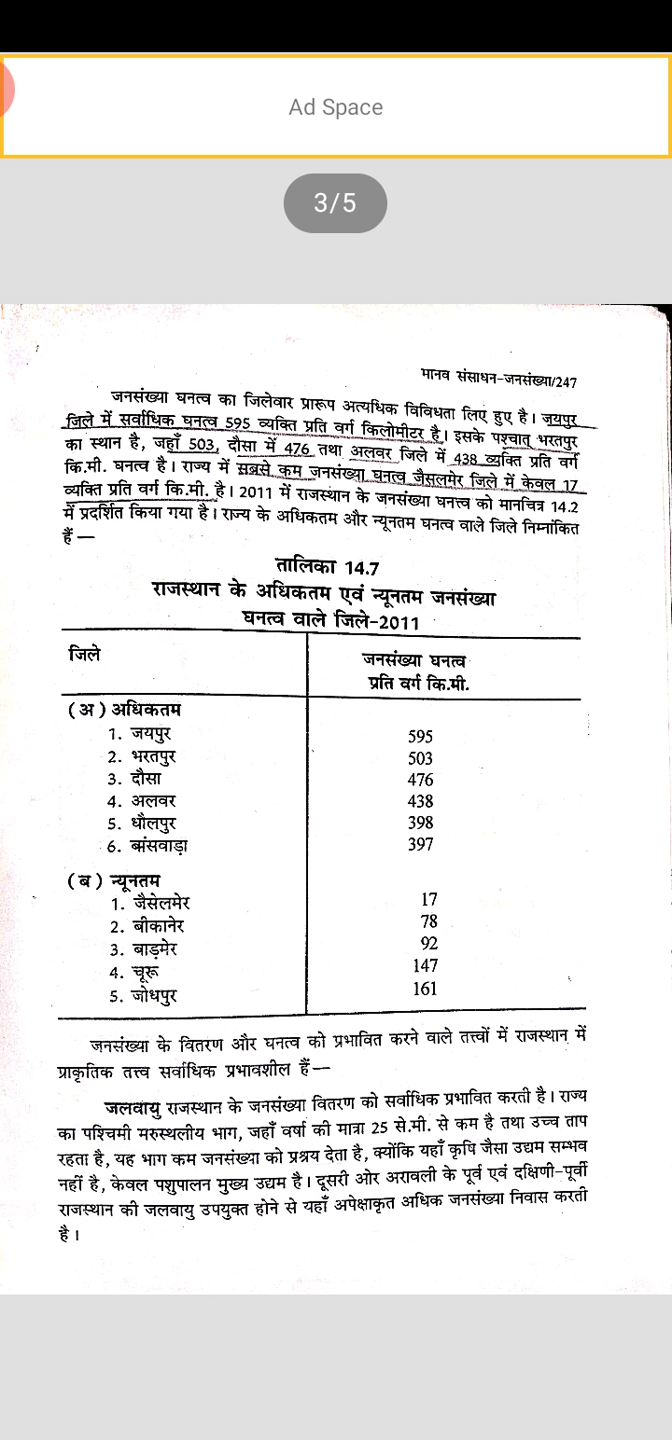 Ad Space
3/5
मानव संसाधन-जनसंख्या/247
जनसंख्या घनत्व का जिलेवार प्रारूप अत्यधिक विविधता लिए हुए है। जयपुर
जिले में सर्वाधिक घनत्व 595 व्यक्ति प्रति वर्ग किलोमीटर है। इसके पश्चात् भरतपुर
का स्थान है, जहाँ 503, दौसा में 476 तथा अलवर जिले में 438 व्यक्ति प्रति वर्ग
कि.मी. घनत्व है। राज्य में सबसे कम जनसंख्या घनत्व जैसलमेर जिले में केवल 17
व्यक्ति प्रति वर्ग कि.मी. है। 2011 में राजस्थान के जनसंख्या घनत्त्व को मानचित्र 14.2
में प्रदर्शित किया गया है। राज्य के अधिकतम और न्यूनतम घनत्व वाले जिले निम्नांकित
हैं—
तालिका 14.7
राजस्थान के अधिकतम एवं न्यूनतम जनसंख्या
घनत्व वाले जिले-2011
जिले जनसंख्या घनत्व
प्रति वर्ग कि.मी.
(अ) अधिकतम
1. जयपुर 595
2. भरतपुर 503
3. दौसा 476
4. अलवर 438
5. धौलपुर 398
6. बांसवाड़ा 397
(ब) न्यूनतम
1. जैसेलमेर 17
2. बीकानेर 78
3. बाड़मेर 92
4. चूरू 147
5. जोधपुर 161
जनसंख्या के वितरण और घनत्व को प्रभावित करने वाले तत्त्वों में राजस्थान में
प्राकृतिक तत्त्व सर्वाधिक प्रभावशील हैं—
जलवायु राजस्थान के जनसंख्या वितरण को सर्वाधिक प्रभावित करती है। राज्य
का पश्चिमी मरुस्थलीय भाग, जहाँ वर्षा की मात्रा 25 से.मी. से कम है तथा उच्च ताप
रहता है, यह भाग कम जनसंख्या को प्रश्रय देता है, क्योंकि यहाँ कृषि जैसा उद्यम सम्भव
नहीं है, केवल पशुपालन मुख्य उद्यम है। दूसरी ओर अरावली के पूर्व एवं दक्षिणी-पूर्वी
राजस्थान की जलवायु उपयुक्त होने से यहाँ अपेक्षाकृत अधिक जनसंख्या निवास करती
है।